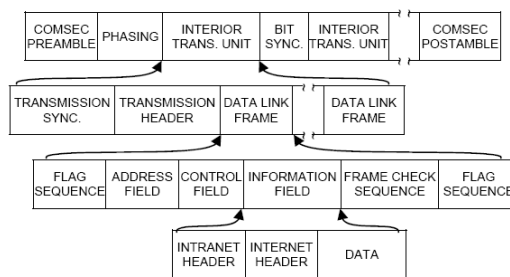 COMSEC PREAMBLE
PHASING
INTERIOR TRANS. UNIT
BIT SYNC.
INTERIOR TRANS. UNIT
COMSEC POSTAMBLE
TRANSMISSION SYNC.
TRANSMISSION HEADER
DATA LINK FRAME
DATA LINK FRAME
FLAG SEQUENCE
ADDRESS FIELD
CONTROL FIELD
INFORMATION FIELD
FRAME CHECK SEQUENCE
FLAG SEQUENCE
INTRANET HEADER
INTERNET HEADER
DATA